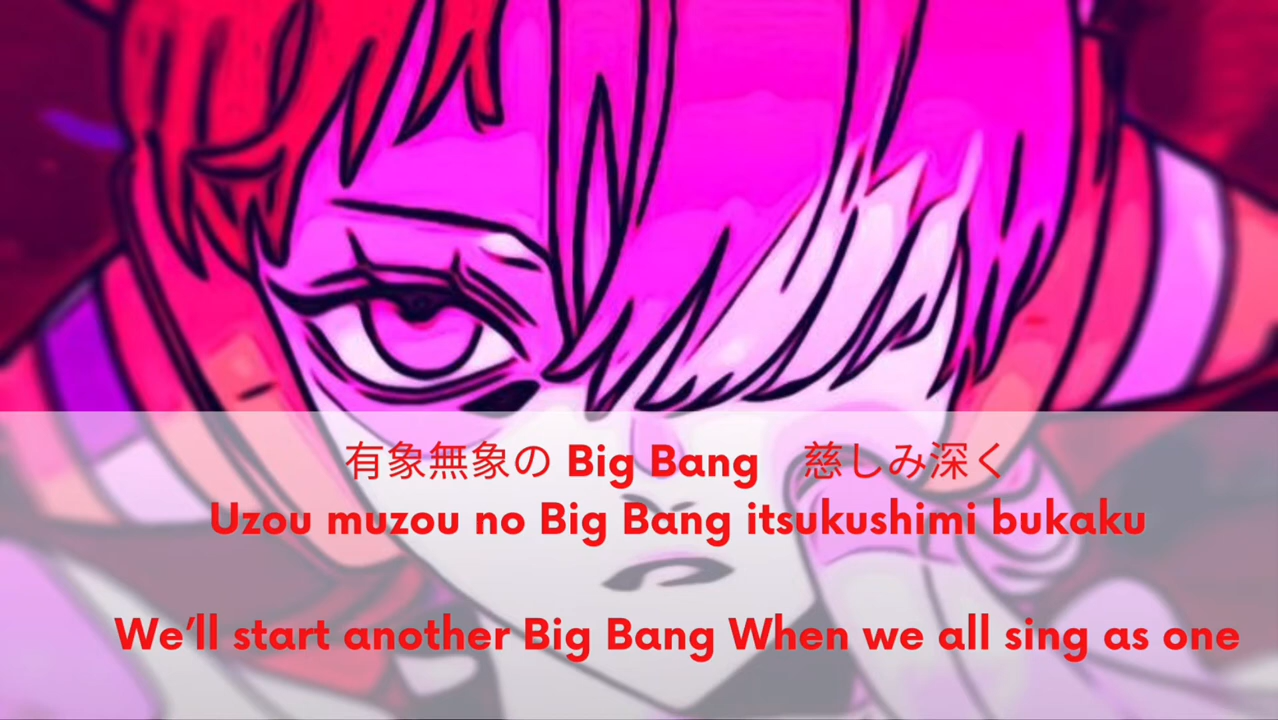 有象無象の Big Bang　慈しみ深く
Uzou muzou no Big Bang itsukushimi bukaku
We'll start another Big Bang When we all sing as one